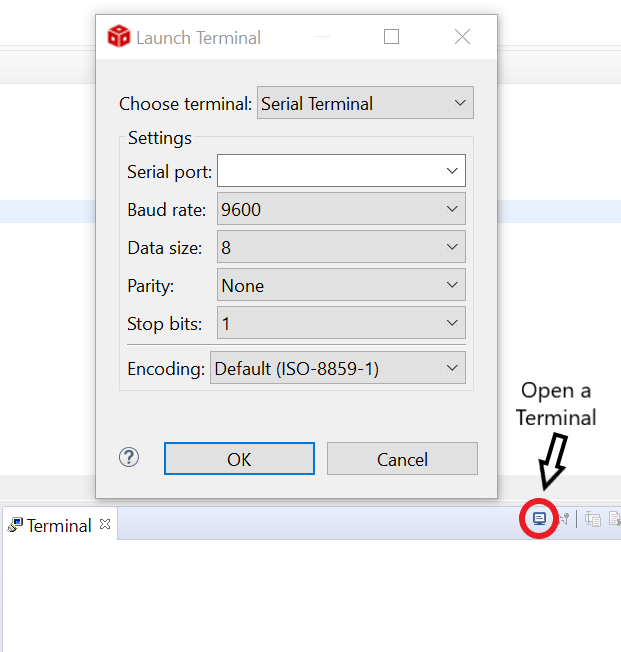 Launch Terminal
Choose terminal: Serial Terminal
Settings
Serial port:
Baud rate: 9600
Data size: 8
Parity: None
Stop bits: 1
Encoding: Default (ISO-8859-1)
? OK Cancel
Open a
Terminal
Terminal